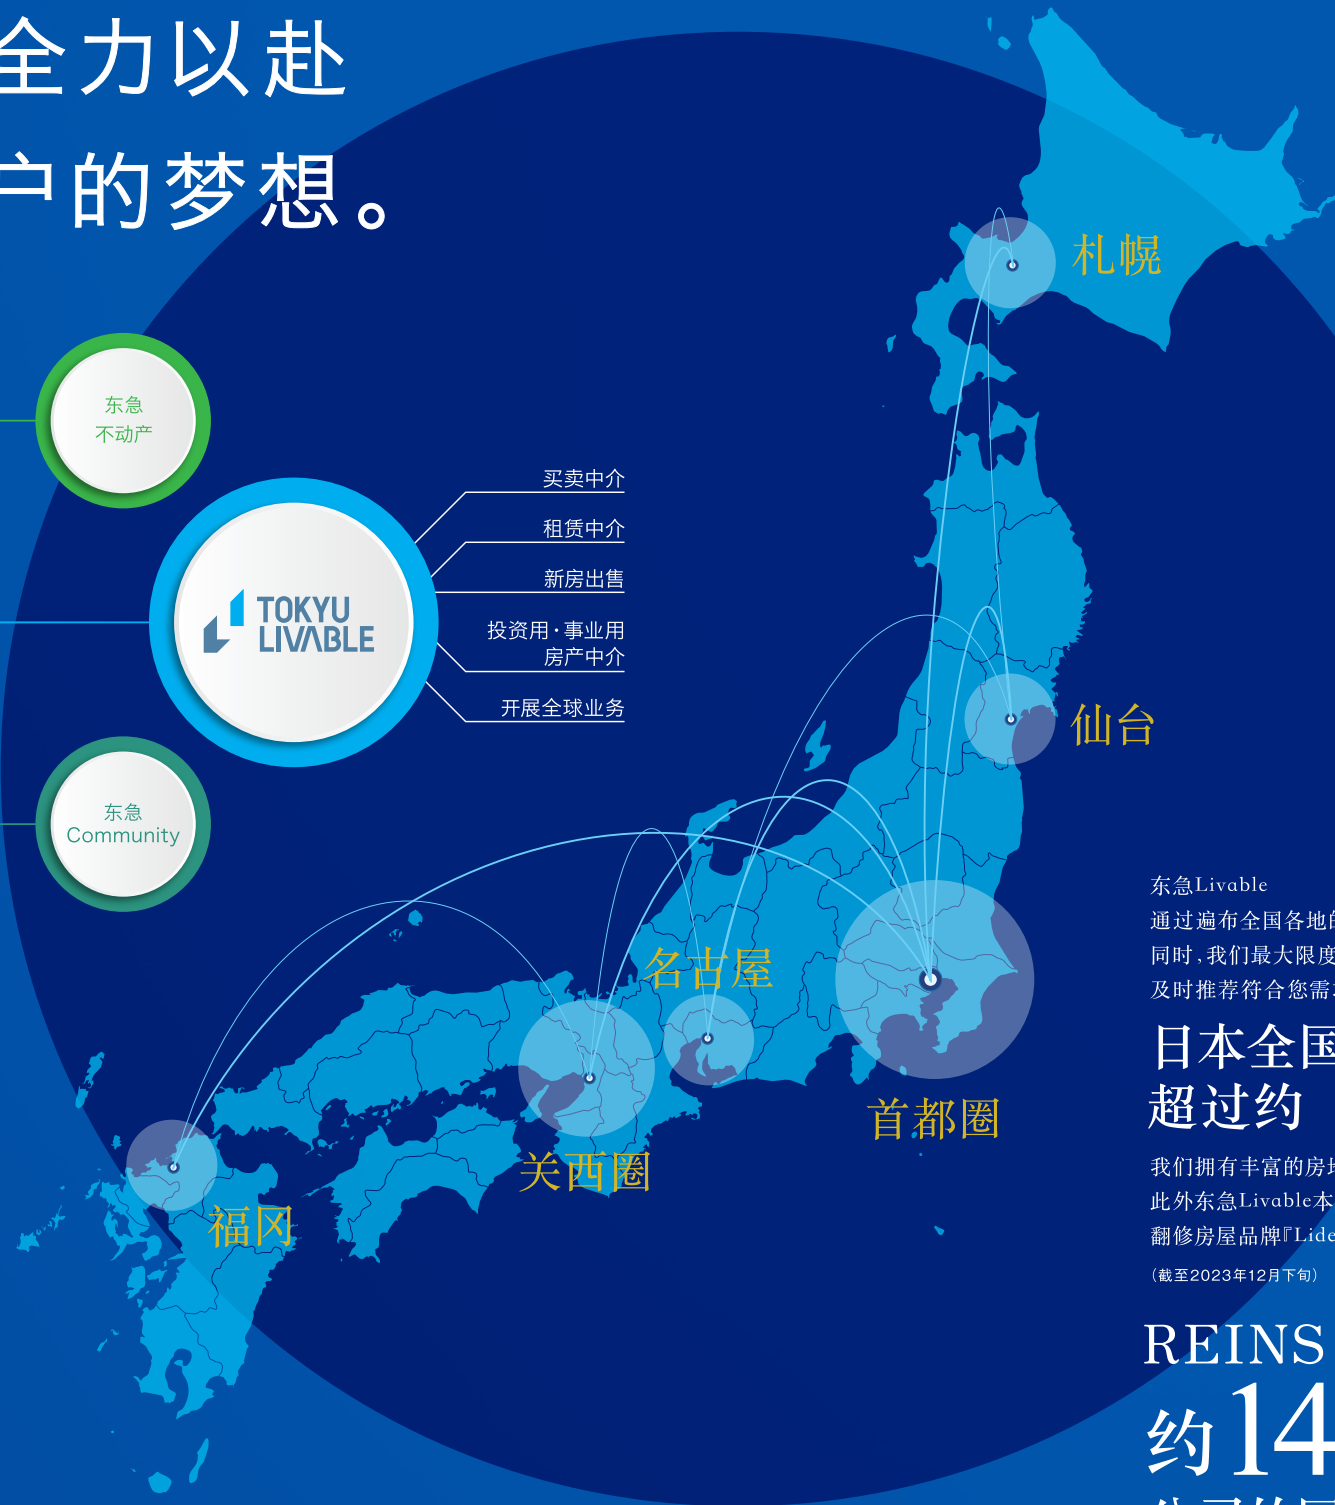 全力以赴
户的梦想。
东急
不动产
TOKYU
LIVABLE
东急
Community
买卖中介
租赁中介
新房出售
投资用·事业用
房产中介
开展全球业务
札幌
仙台
名古屋
首都圈
关西圈
福冈
东急Livable
通过遍布全国各地的
同时,我们最大限度
及时推荐符合您需
日本全国
超过约
我们拥有丰富的房
此外东急Livable本
翻修房屋品牌『Lide
（截至2023年12月下旬）
REINS
约14